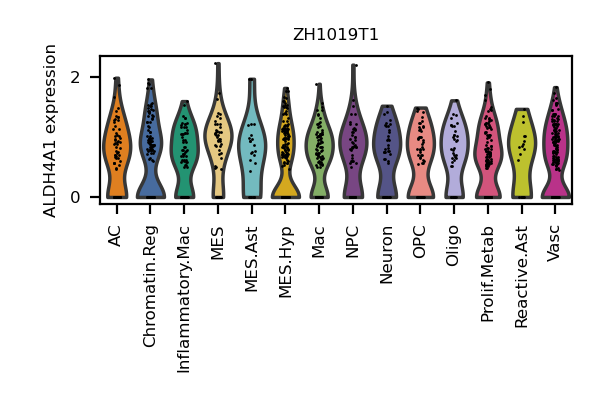 ZH1019T1
ALDH4A1 expression
2
0
AC
Chromatin.Reg
Inflammatory.Mac
MES
MES.Ast
MES.Hyp
Mac
NPC
Neuron
OPC
Oligo
Prolif.Metab
Reactive.Ast
Vasc